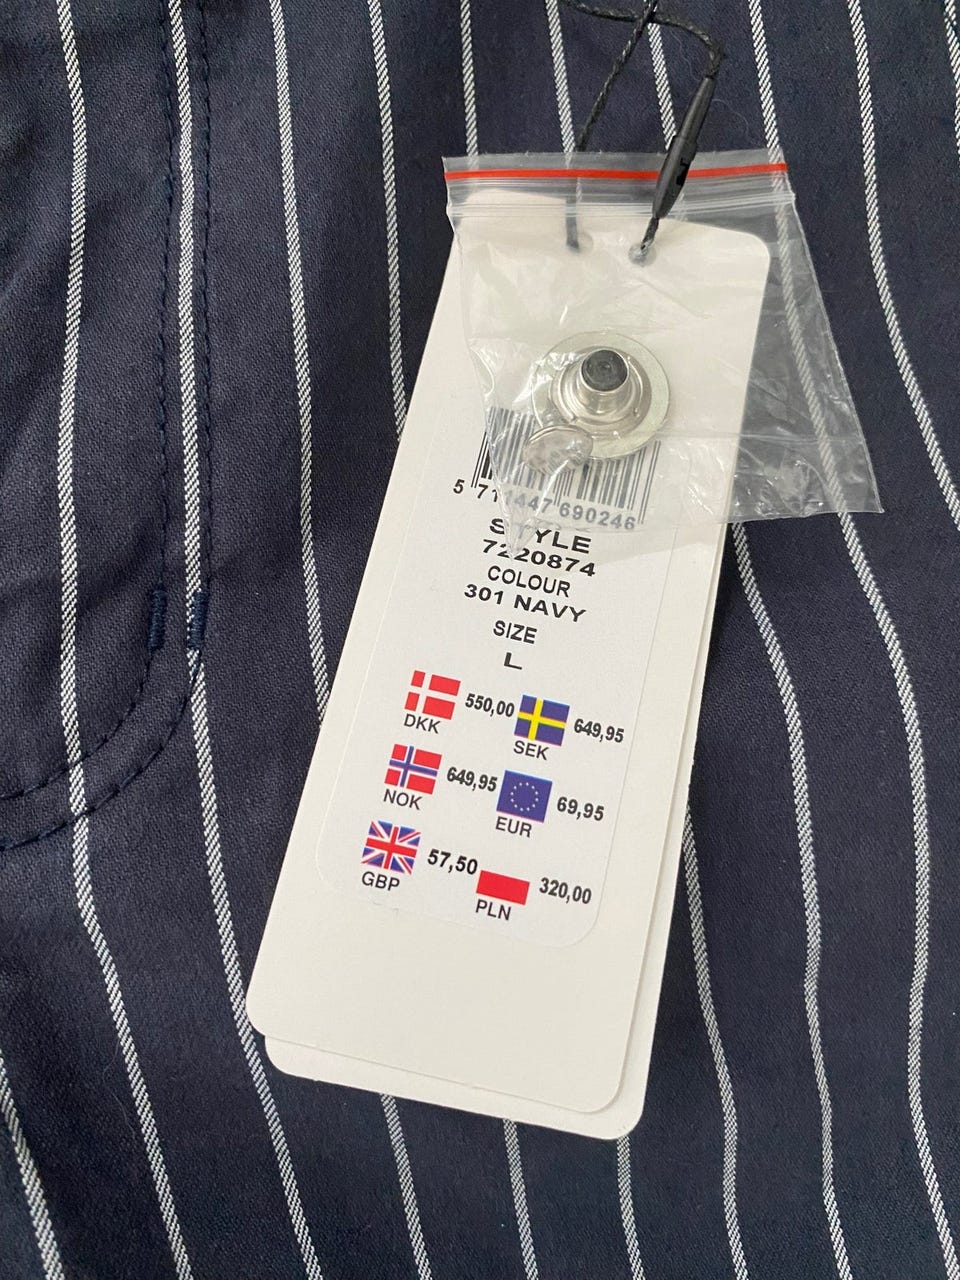 5 711447 690246
STYLE
7220874
COLOUR
301 NAVY
SIZE
L
550,00
DKK
649,95
SEK
649,95
NOK
69,95
EUR
57,50
GBP
320,00
PLN